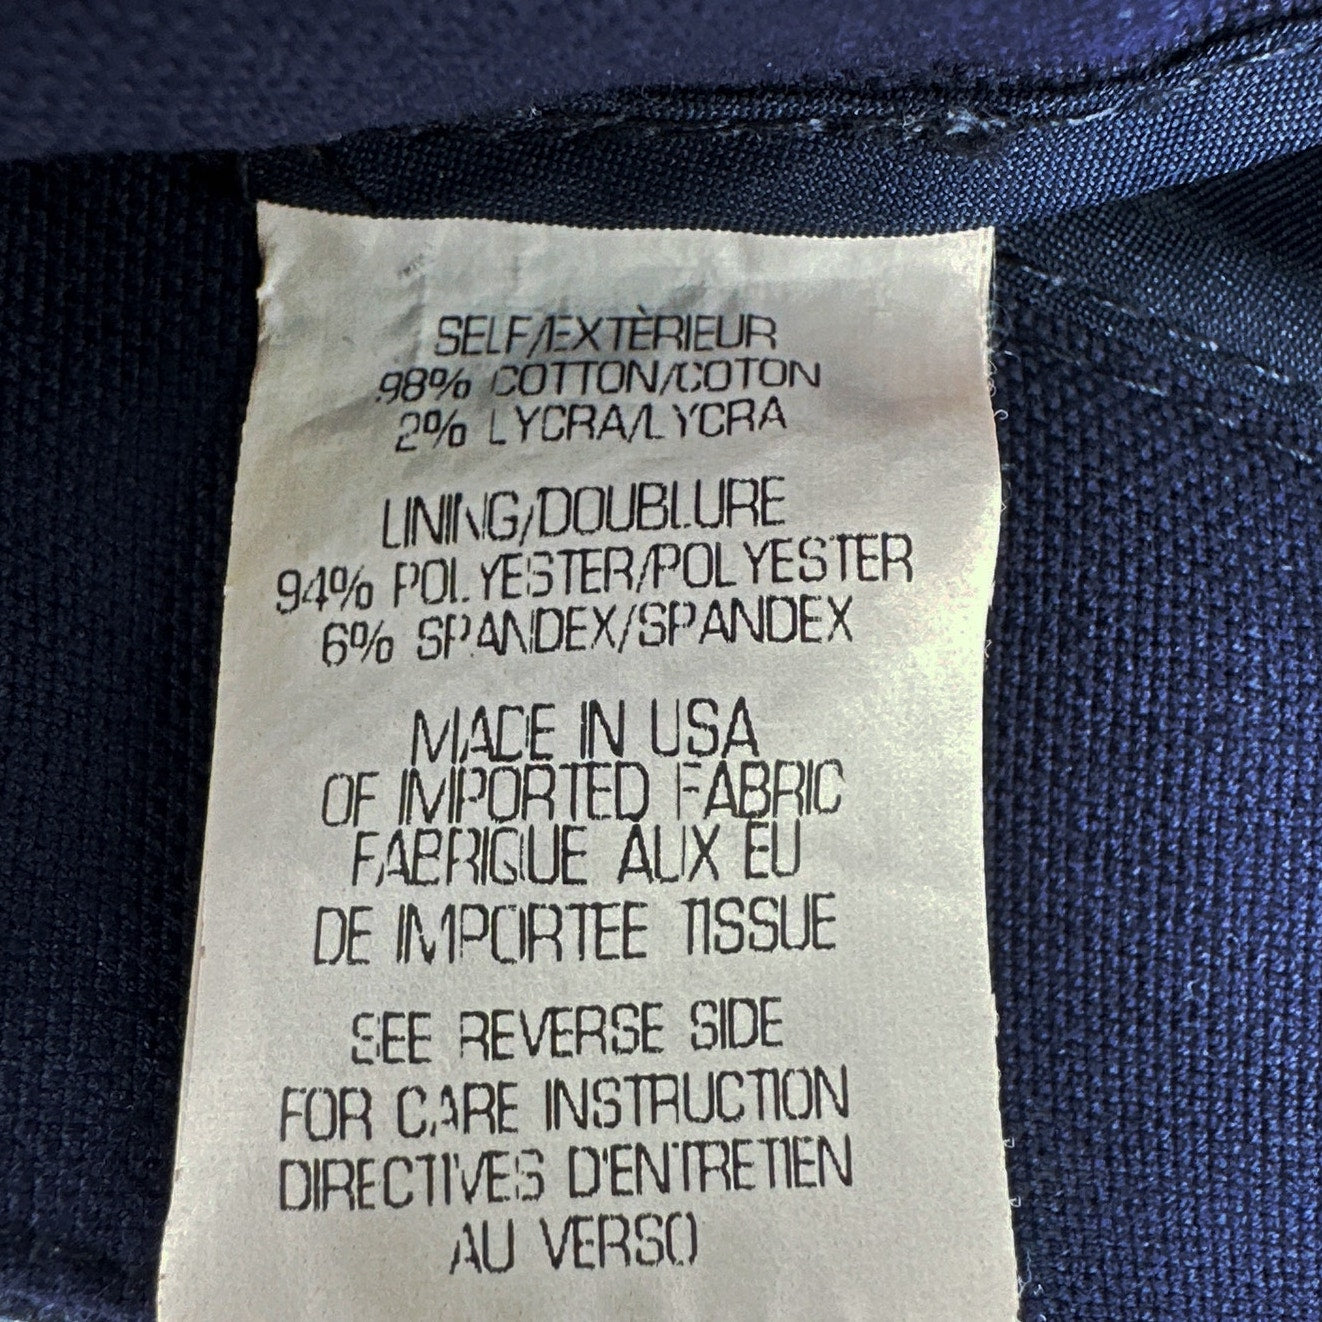 SELF/EXTÈRIEUR
98% COTTON/COTON
2% LYCRA/LYCRA
LINING/DOUBLURE
94% POLYESTER/POLYESTER
6% SPANDEX/SPANDEX
MADE IN USA
OF IMPORTED FABRIC
FABRIQUE AUX EU
DE IMPORTEE TISSUE
SEE REVERSE SIDE
FOR CARE INSTRUCTION
DIRECTIVES D'ENTRETIEN
AU VERSO